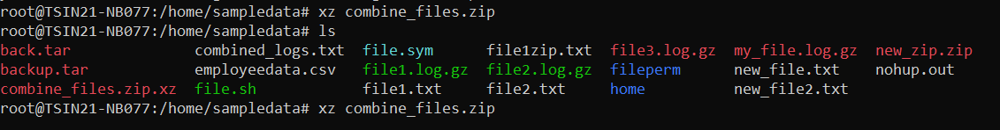 root@TSIN21-NB077:/home/sampledata# xz combine_files.zip
root@TSIN21-NB077:/home/sampledata# ls
back.tar combined_logs.txt file.sym file1zip.txt file3.log.gz my_file.log.gz new_zip.zip
backup.tar employeedata.csv file1.log.gz file2.log.gz fileperm new_file.txt nohup.out
combine_files.zip.xz file.sh file1.txt file2.txt home new_file2.txt
root@TSIN21-NB077:/home/sampledata# xz combine_files.zip